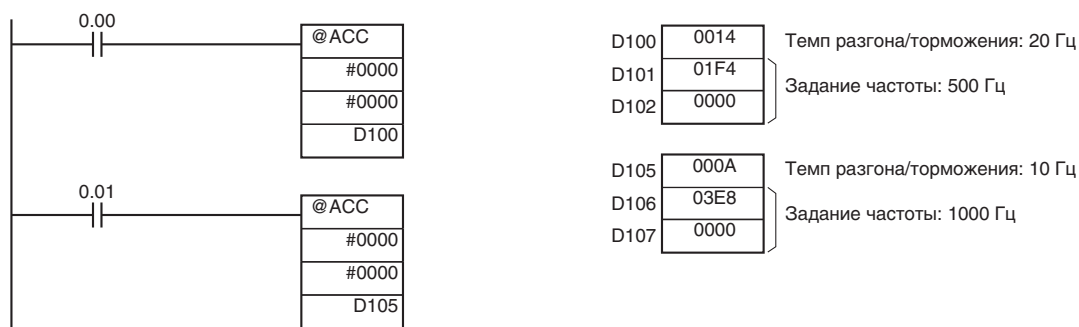 0.00
@ACC
#0000
#0000
D100
0.01
@ACC
#0000
#0000
D105
D100 0014 Темп разгона/торможения: 20 Гц
D101 01F4
Задание частоты: 500 Гц
D102 0000
D105 000A Темп разгона/торможения: 10 Гц
D106 03E8
Задание частоты: 1000 Гц
D107 0000